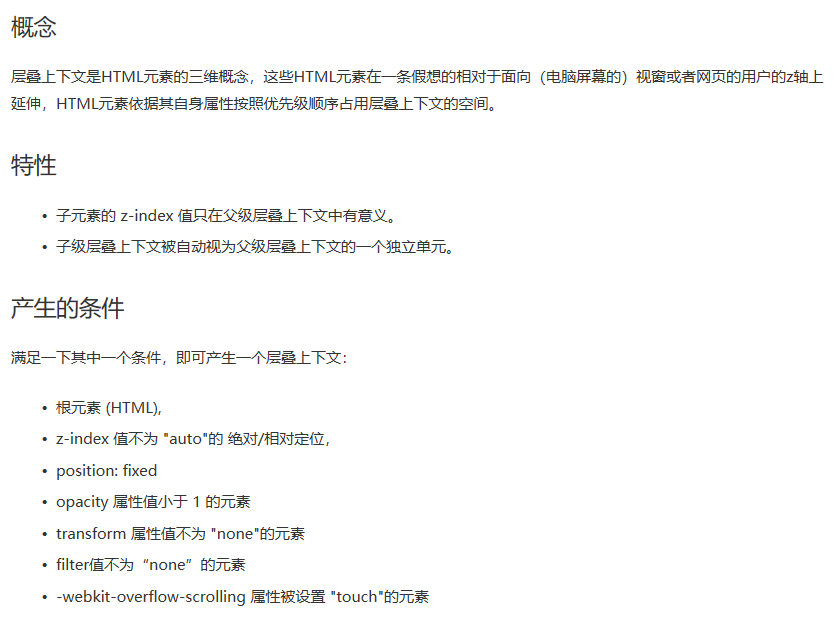 概念
层叠上下文是HTML元素的三维概念，这些HTML元素在一条假想的相对于面向（电脑屏幕的）视窗或者网页的用户的z轴上
延伸，HTML元素依据其自身属性按照优先级顺序占用层叠上下文的空间。
特性
• 子元素的 z-index 值只在父级层叠上下文中有意义。
• 子级层叠上下文被自动视为父级层叠上下文的一个独立单元。
产生的条件
满足一下其中一个条件，即可产生一个层叠上下文：
• 根元素 (HTML),
• z-index 值不为 "auto"的 绝对/相对定位，
• position: fixed
• opacity 属性值小于 1 的元素
• transform 属性值不为 "none"的元素
• filter值不为“none”的元素
• -webkit-overflow-scrolling 属性被设置 "touch"的元素